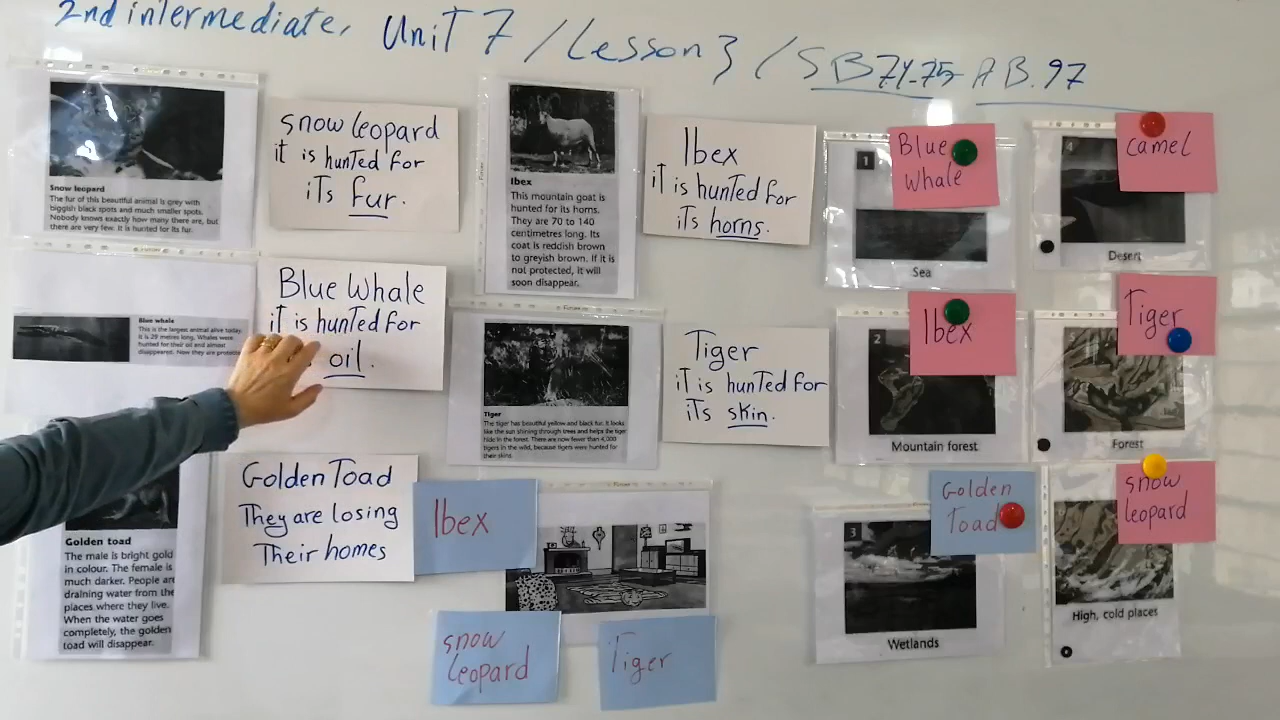 2nd intermediate, Unit 7 / Lesson 3 / SB 74-75 AB.97
Snow leopard
The fur of this beautiful animal is grey with
biggish black spots and much smaller spots.
Nobody knows exactly how many there are, but
there are very few. It is hunted for its fur.
snow leopard
it is hunted for
its fur.
Ibex
This mountain goat is
hunted for its horns.
They are 70 to 140
centimetres long. Its
coat is reddish brown
to greyish brown. If it is
not protected, it will
soon disappear.
Ibex
it is hunted for
its horns.
1
Blue
whale
Sea
4
camel
Desert
Blue whale
This is the largest animal alive today.
It is 29 metres long. Whales were
hunted for their oil and almost
disappeared. Now they are
Blue Whale
it is hunted for
oil.
Tiger
The tiger has beautiful yellow and black fur. It looks
like the sun shining through trees and helps the tiger
hide in the forest. There are now fewer than 4,000
tigers in the wild, because tigers were hunted for
their skins.
Tiger
it is hunted for
its skin.
2
Ibex
Mountain forest
5
Tiger
Forest
Golden toad
The male is bright gold
in colour. The female is
much darker. People are
draining water from the
places where they live.
When the water goes
completely, the golden
toad will disappear.
Golden Toad
They are losing
Their homes
Ibex
snow
leopard
Tiger
3
Golden
Toad
Wetlands
snow
leopard
High, cold places